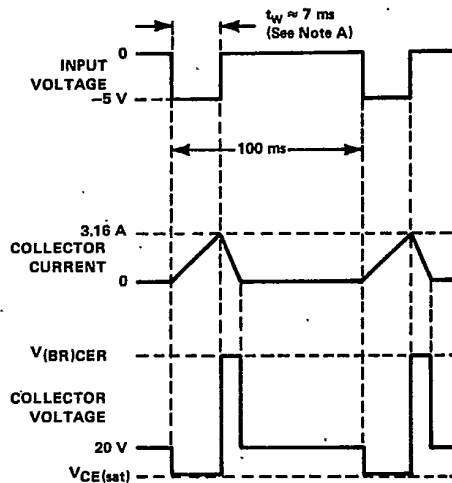 tw ≈ 7 ms
(See Note A)
0
INPUT
VOLTAGE
−5 V
100 ms
3.16 A
COLLECTOR
CURRENT
0
V(BR)CER
COLLECTOR
VOLTAGE
20 V
VCE(sat)